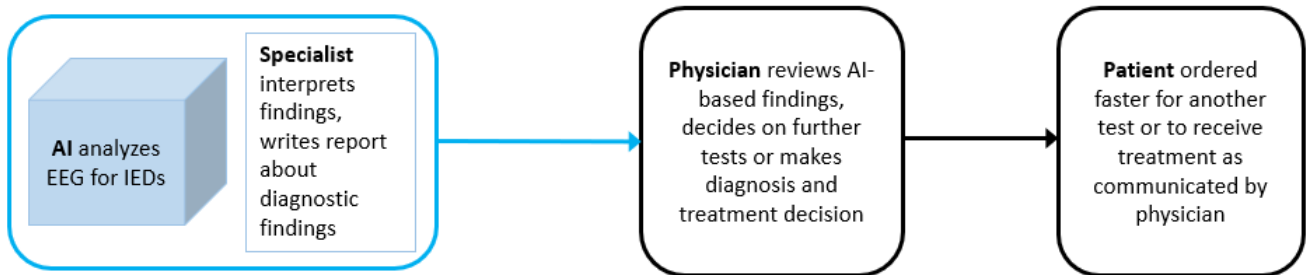 AI analyzes
EEG for IEDs
Specialist
interprets
findings,
writes report
about
diagnostic
findings
Physician reviews AI-
based findings,
decides on further
tests or makes
diagnosis and
treatment decision
Patient ordered
faster for another
test or to receive
treatment as
communicated by
physician